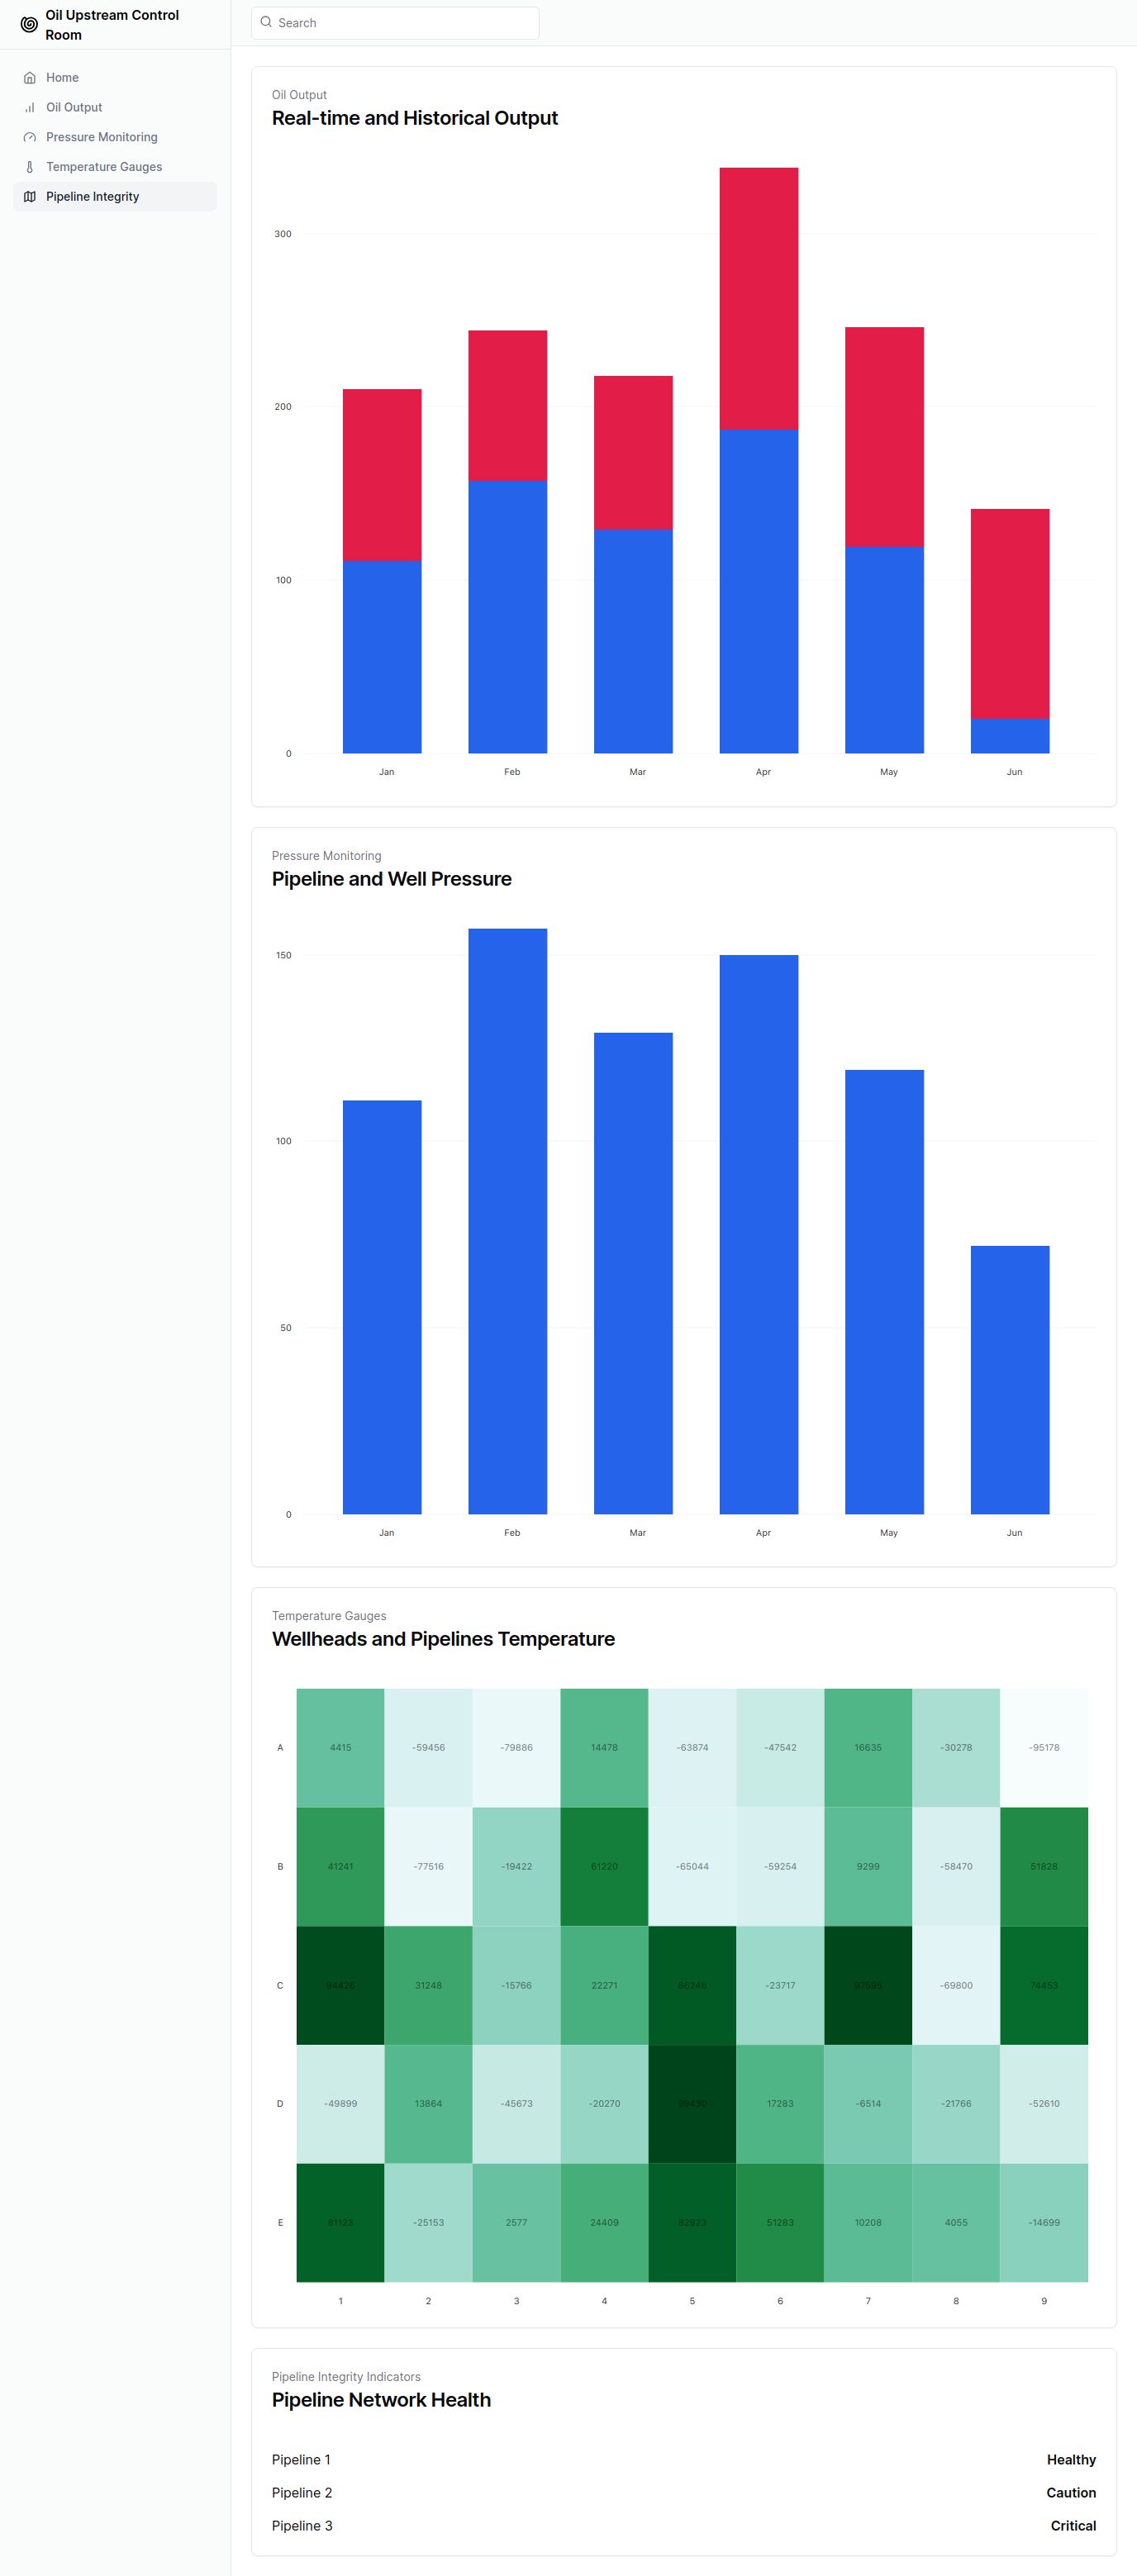 Oil Upstream Control
Room
Search
Home
Oil Output
Pressure Monitoring
Temperature Gauges
Pipeline Integrity
Oil Output
Real-time and Historical Output
300
200
100
0
Jan Feb Mar Apr May Jun
Pressure Monitoring
Pipeline and Well Pressure
150
100
50
0
Jan Feb Mar Apr May Jun
Temperature Gauges
Wellheads and Pipelines Temperature
A 4415 -59456 -79886 14478 -63874 -47542 16635 -30278 -95178
B 41241 -77516 -19422 61220 -65044 -59254 9299 -58470 51828
C 31248 -15766 22271 -23717 -69800 74453
D -49899 13864 -45673 -20270 17283 -6514 -21766 -52610
E 81123 -25153 2577 24409 51283 10208 4055 -14699
1 2 3 4 5 6 7 8 9
Pipeline Integrity Indicators
Pipeline Network Health
Pipeline 1 Healthy
Pipeline 2 Caution
Pipeline 3 Critical